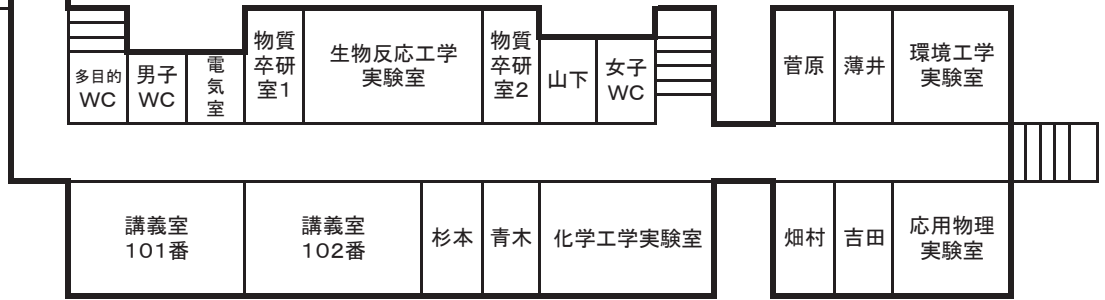 多目的
WC
男子
WC
電
気
室
物質
卒研
室1
生物反応工学
実験室
物質
卒研
室2
山下
女子
WC
菅原
薄井
環境工学
実験室
講義室
101番
講義室
102番
杉本
青木
化学工学実験室
畑村
吉田
応用物理
実験室